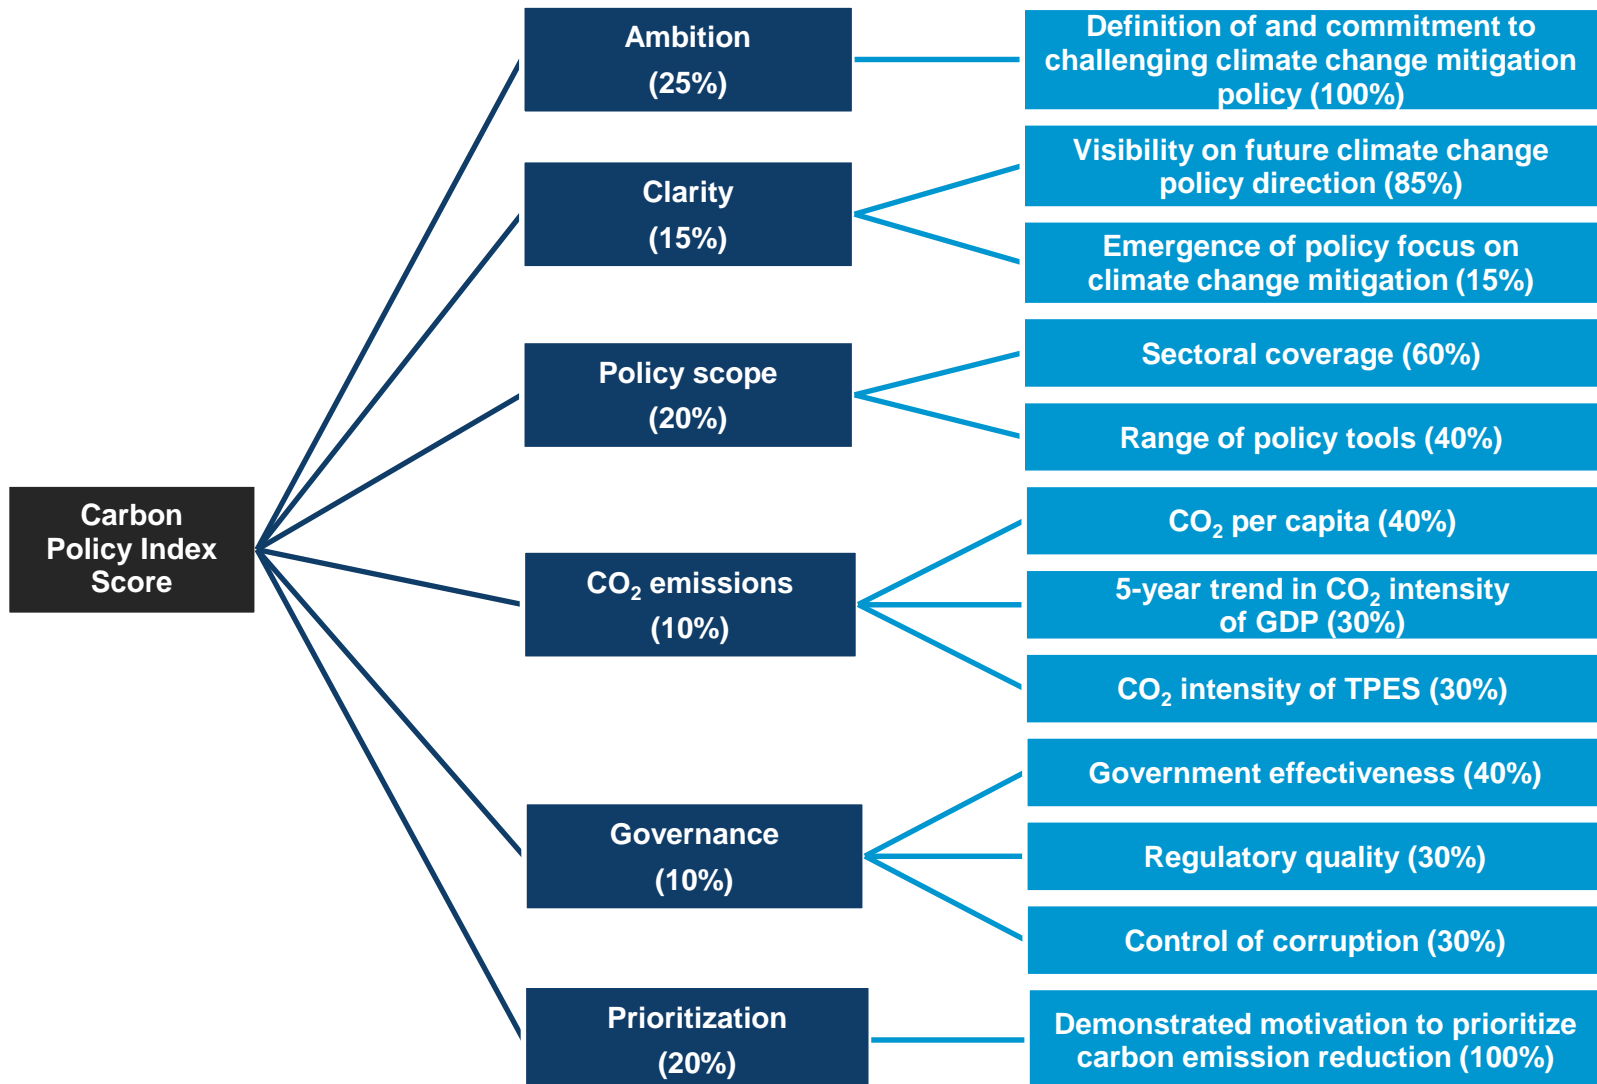 Carbon
Policy Index
Score
Ambition
(25%)
Definition of and commitment to
challenging climate change mitigation
policy (100%)
Clarity
(15%)
Visibility on future climate change
policy direction (85%)
Emergence of policy focus on
climate change mitigation (15%)
Policy scope
(20%)
Sectoral coverage (60%)
Range of policy tools (40%)
CO₂ emissions
(10%)
CO₂ per capita (40%)
5-year trend in CO₂ intensity
of GDP (30%)
CO₂ intensity of TPES (30%)
Governance
(10%)
Government effectiveness (40%)
Regulatory quality (30%)
Control of corruption (30%)
Prioritization
(20%)
Demonstrated motivation to prioritize
carbon emission reduction (100%)